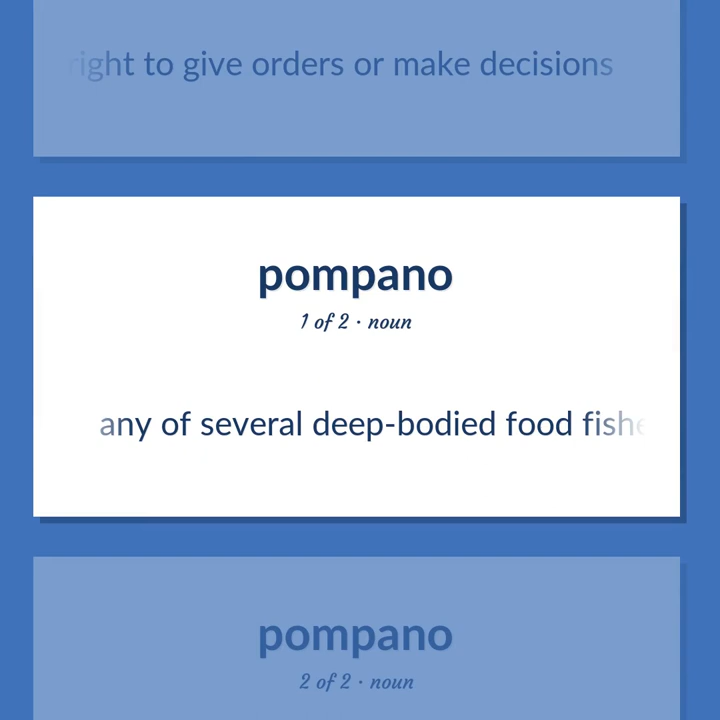 right to give orders or make decisions
pompano
1 of 2 · noun
any of several deep-bodied food fishe
pompano
2 of 2 · noun